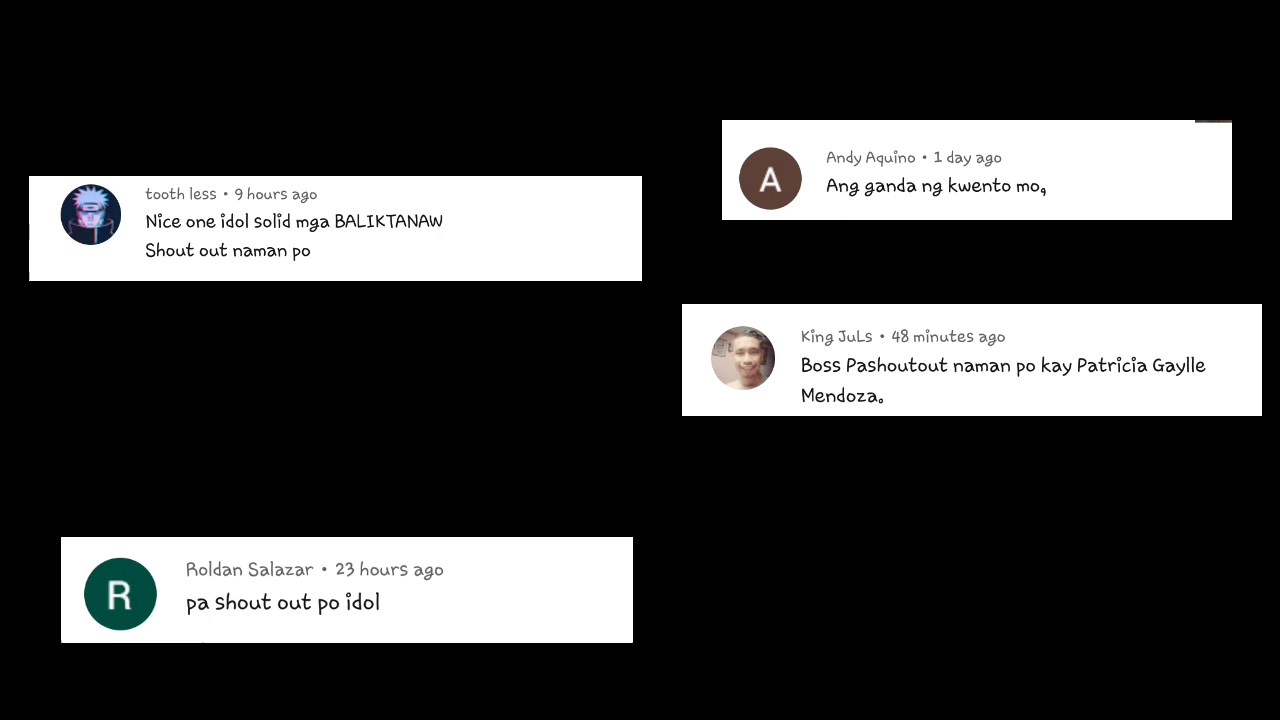 tooth less • 9 hours ago
Nice one idol solid mga BALIKTANAW
Shout out naman po
A
Andy Aquino • 1 day ago
Ang ganda ng kwento mo,
King JuLs • 48 minutes ago
Boss Pashoutout naman po kay Patricia Gaylle
Mendoza.
R
Roldan Salazar • 23 hours ago
pa shout out po idol